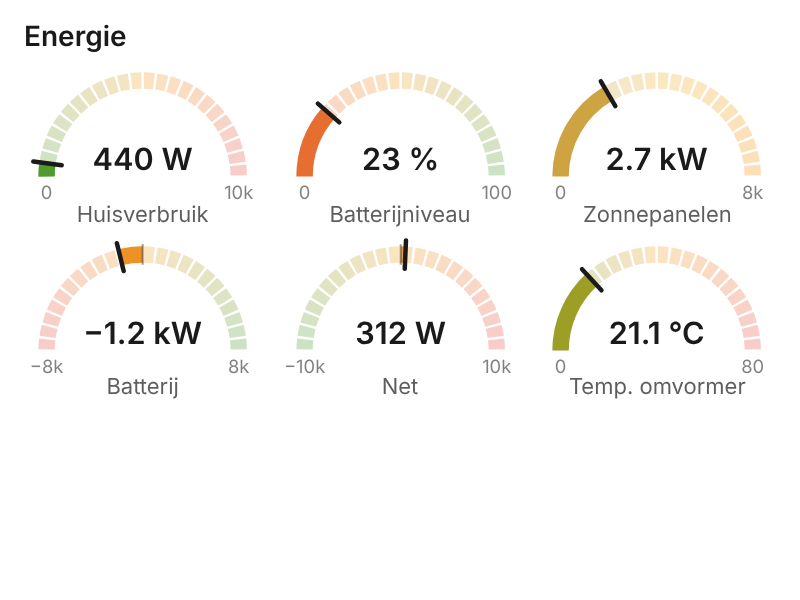 Energie
440 W
0 10k
Huisverbruik
23 %
0 100
Batterijniveau
2.7 kW
0 8k
Zonnepanelen
−1.2 kW
−8k 8k
Batterij
312 W
−10k 10k
Net
21.1 °C
0 80
Temp. omvormer